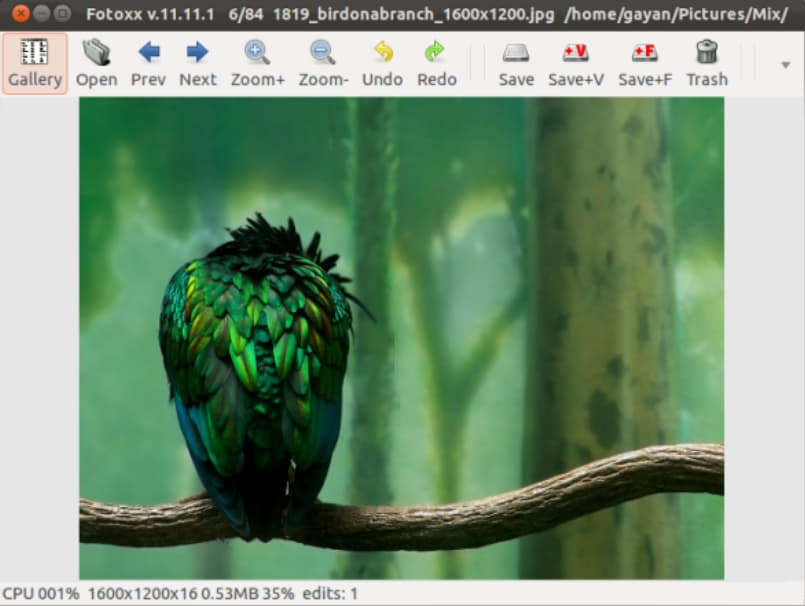 Fotoxx v.11.11.1 6/84 1819_birdonabranch_1600x1200.jpg /home/gayan/Pictures/Mix/
Gallery Open Prev Next Zoom+ Zoom- Undo Redo Save Save+V Save+F Trash
CPU 001% 1600x1200x16 0.53MB 35% edits: 1